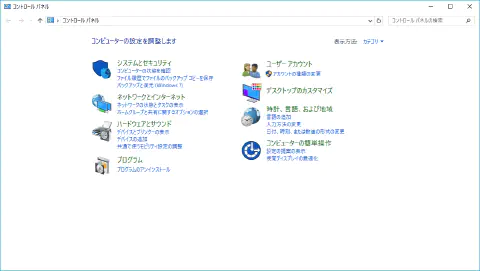 コントロール パネル
コントロール パネル
コントロール パネルの検索
コンピューターの設定を調整します
表示方法: カテゴリ
システムとセキュリティ
コンピューターの状態を確認
ファイル履歴でファイルのバックアップ コピーを保存
バックアップと復元 (Windows 7)
ネットワークとインターネット
ネットワークの状態とタスクの表示
ホームグループと共有に関するオプションの選択
ハードウェアとサウンド
デバイスとプリンターの表示
デバイスの追加
共通で使うモビリティ設定の調整
プログラム
プログラムのアンインストール
ユーザー アカウント
アカウントの種類の変更
デスクトップのカスタマイズ
時計、言語、および地域
言語の追加
入力方法の変更
日付、時刻、または数値の形式の変更
コンピューターの簡単操作
設定の提案の表示
視覚ディスプレイの最適化